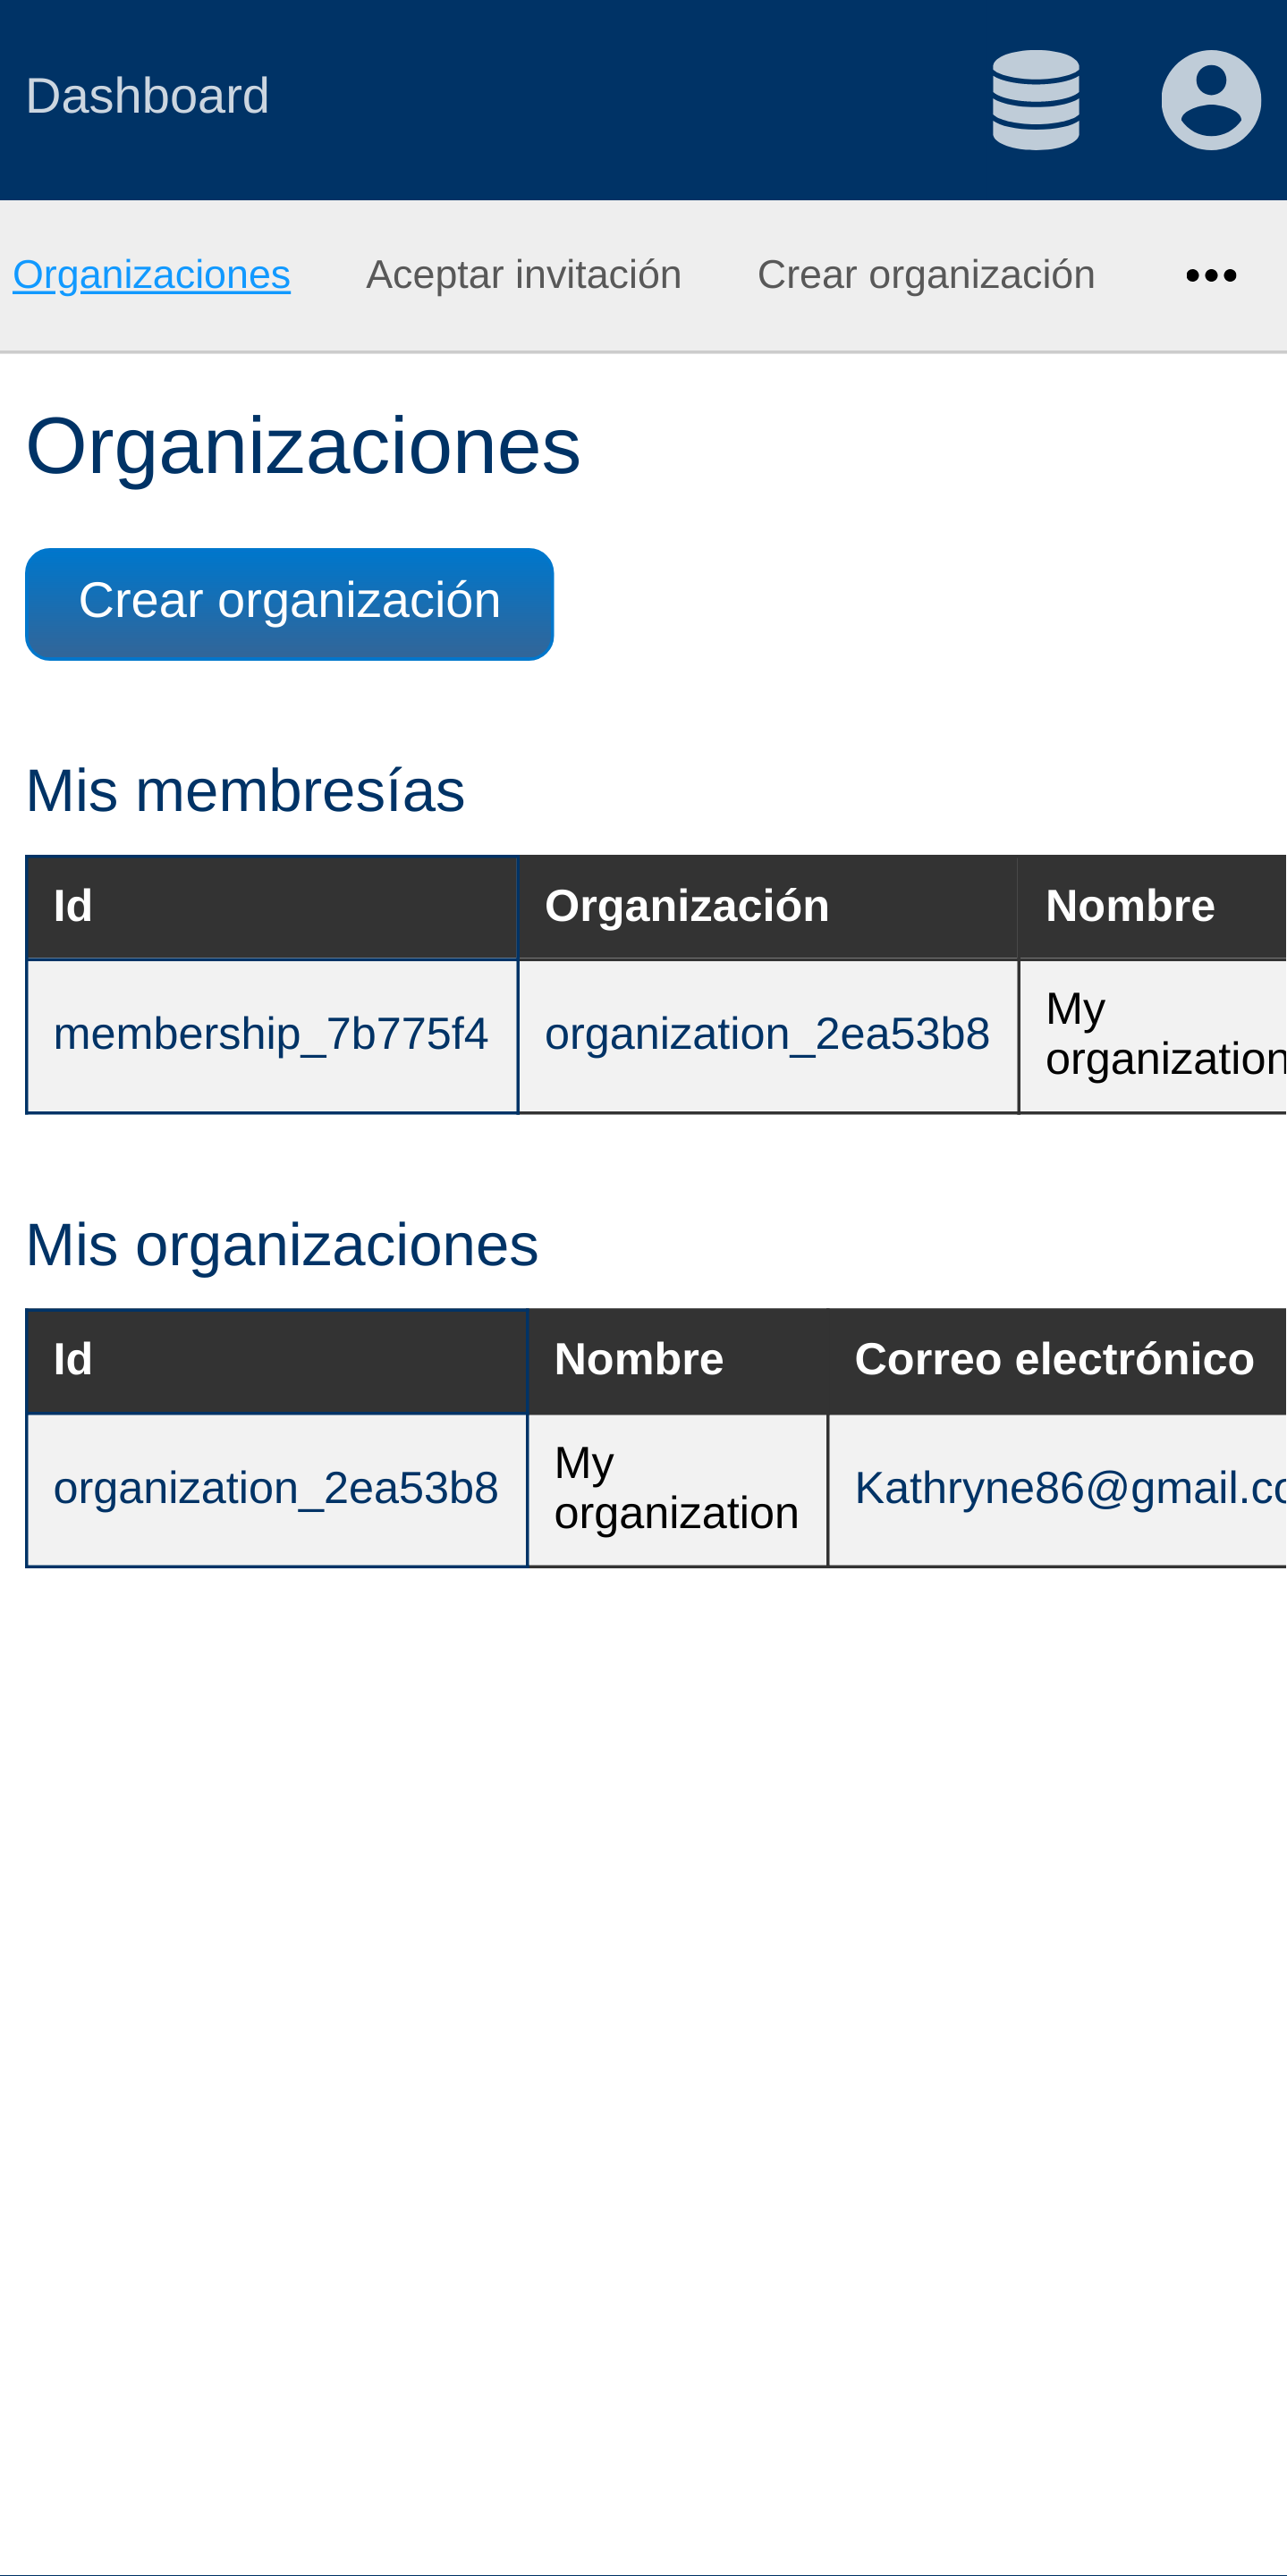 Dashboard
Organizaciones Aceptar invitación Crear organización •••
Organizaciones
Crear organización
Mis membresías
Id Organización Nombre
membership_7b775f4 organization_2ea53b8 My
organization
Mis organizaciones
Id Nombre Correo electrónico
organization_2ea53b8 My
organization Kathryne86@gmail.co